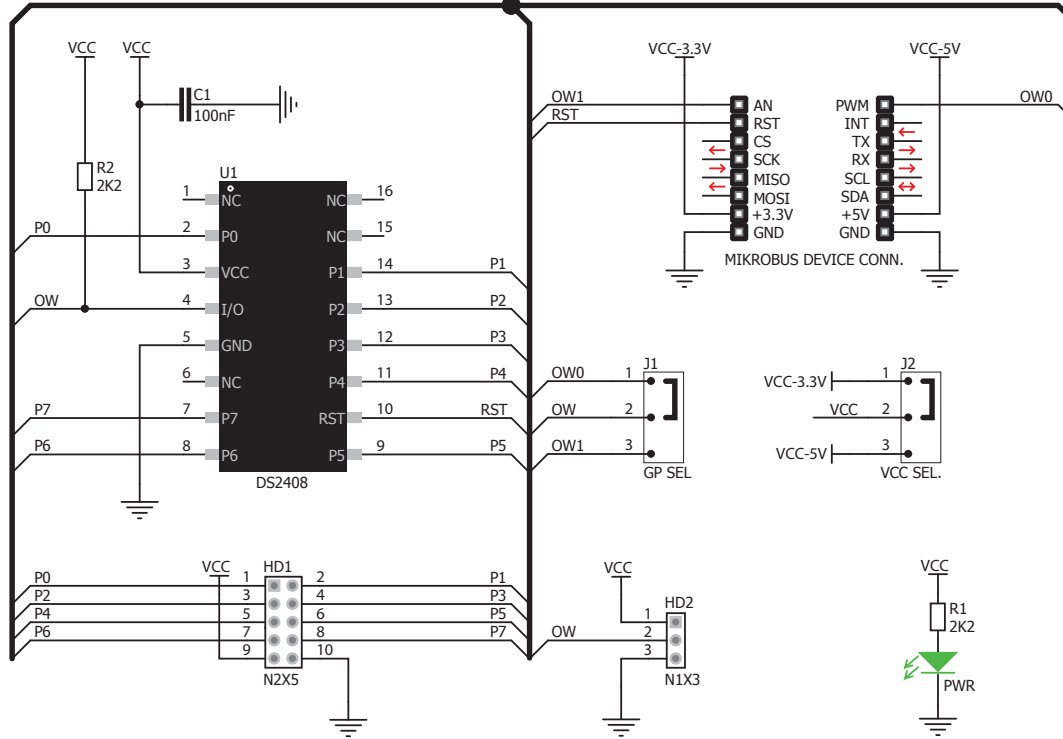 VCC VCC VCC-3.3V VCC-5V
C1
100nF
OW1 AN PWM OW0
RST RST INT
CS TX
SCK RX
MISO SCL
MOSI SDA
+3.3V +5V
GND GND
MIKROBUS DEVICE CONN.
R2
2K2
U1
1 NC NC 16
P0 2 P0 NC 15
3 VCC P1 14 P1
OW 4 I/O P2 13 P2
5 GND P3 12 P3
6 NC P4 11 P4
P7 7 P7 RST 10 RST
P6 8 P6 P5 9 P5
DS2408
J1
OW0 1
OW 2
OW1 3
GP SEL
J2
VCC-3.3V 1
VCC 2
VCC-5V 3
VCC SEL.
VCC HD1
P0 1 2 P1
P2 3 4 P3
P4 5 6 P5
P6 7 8 P7
9 10
N2X5
VCC
HD2
1
OW 2
3
N1X3
VCC
R1
2K2
PWR